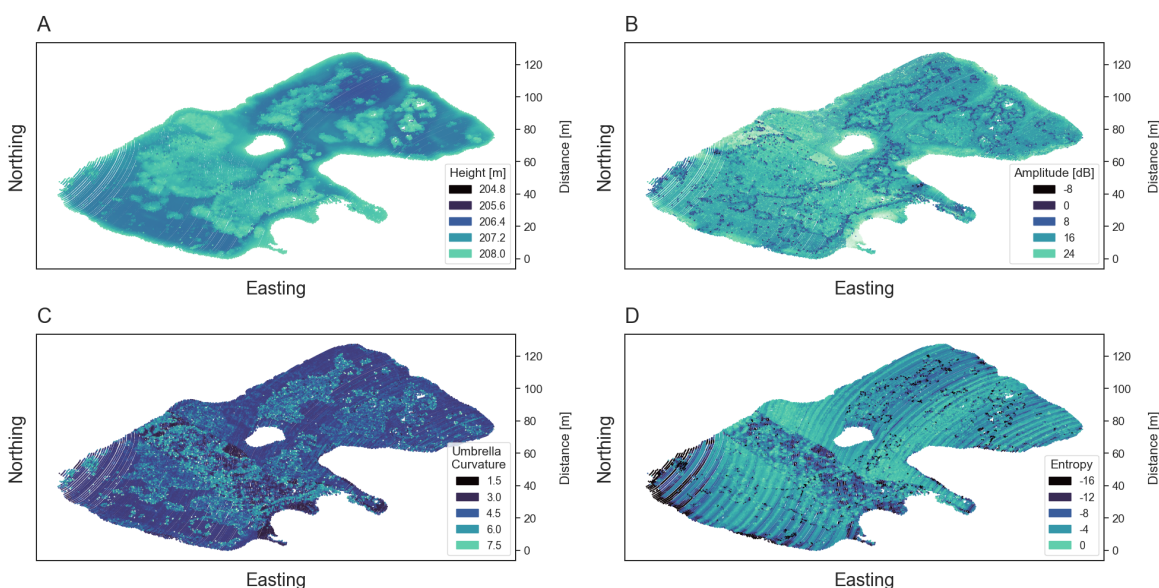 A
Northing
Height [m]
204.8
205.6
206.4
207.2
208.0
120
100
80
60
40
20
0
Distance [m]
Easting
B
Northing
Amplitude [dB]
-8
0
8
16
24
120
100
80
60
40
20
0
Distance [m]
Easting
C
Northing
Umbrella
Curvature
1.5
3.0
4.5
6.0
7.5
120
100
80
60
40
20
0
Distance [m]
Easting
D
Northing
Entropy
-16
-12
-8
-4
0
120
100
80
60
40
20
0
Distance [m]
Easting